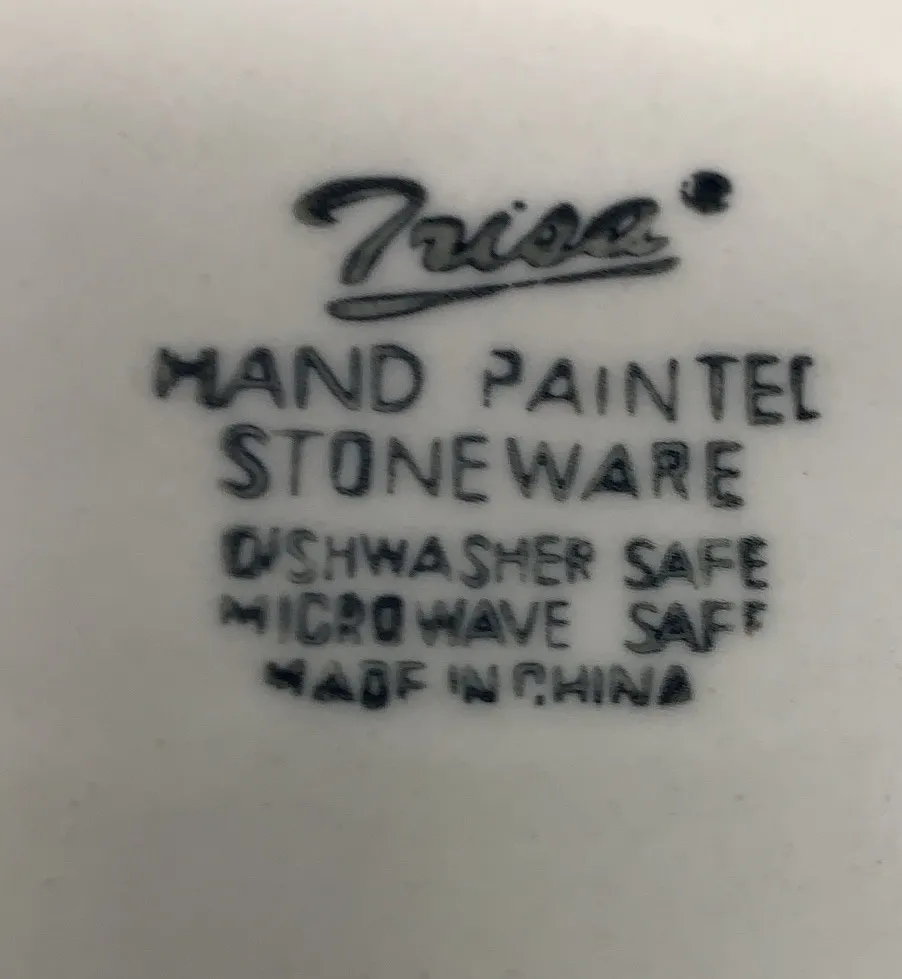 Trisa®
HAND PAINTED
STONEWARE
DISHWASHER SAFE
MICROWAVE SAFE
MADE IN CHINA